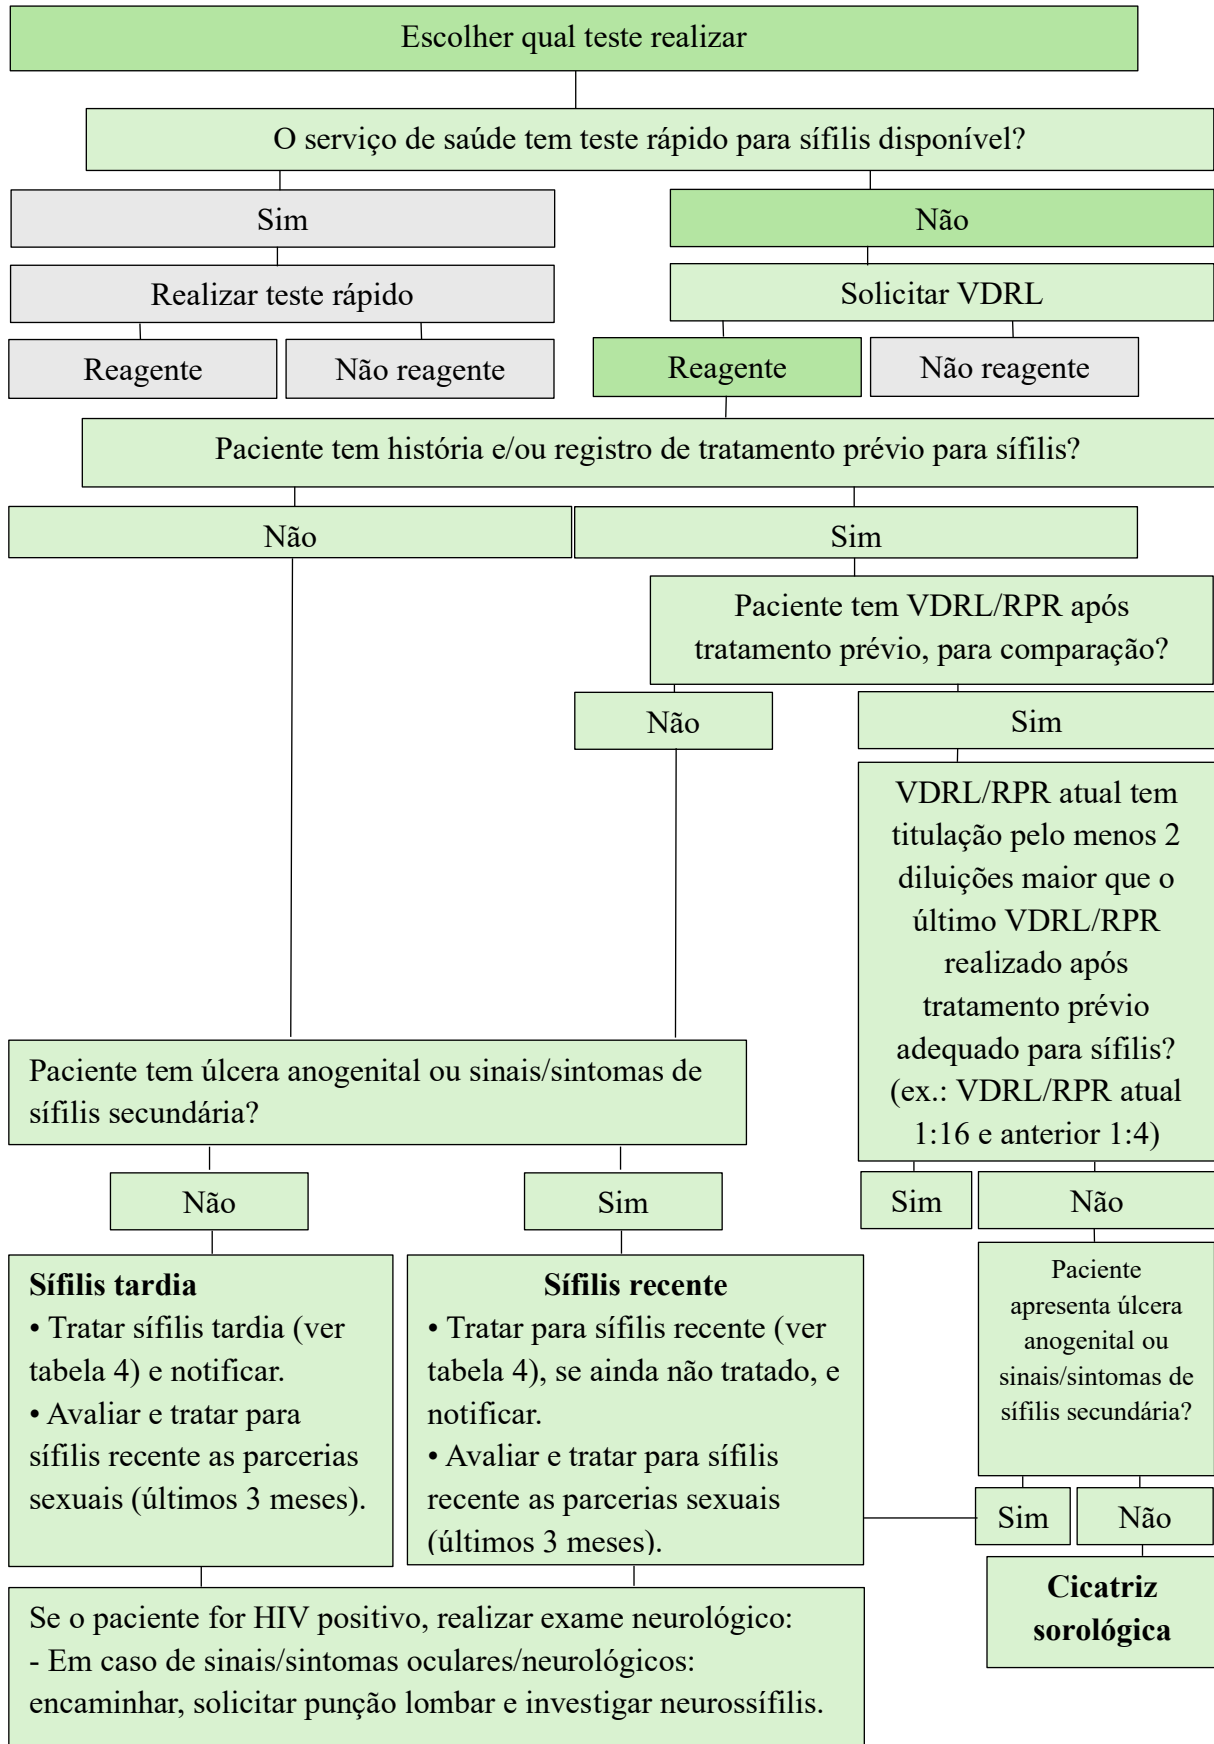 Escolher qual teste realizar
O serviço de saúde tem teste rápido para sífilis disponível?
Sim
Não
Realizar teste rápido
Solicitar VDRL
Reagente
Não reagente
Reagente
Não reagente
Paciente tem história e/ou registro de tratamento prévio para sífilis?
Não
Sim
Paciente tem VDRL/RPR após
tratamento prévio, para comparação?
Não
Sim
VDRL/RPR atual tem
titulação pelo menos 2
diluições maior que o
último VDRL/RPR
realizado após
tratamento prévio
adequado para sífilis?
(ex.: VDRL/RPR atual
1:16 e anterior 1:4)
Paciente tem úlcera anogenital ou sinais/sintomas de
sífilis secundária?
Não
Sim
Sim
Não
Sífilis tardia
• Tratar sífilis tardia (ver
tabela 4) e notificar.
• Avaliar e tratar para
sífilis recente as parcerias
sexuais (últimos 3 meses).
Sífilis recente
• Tratar para sífilis recente (ver
tabela 4), se ainda não tratado, e
notificar.
• Avaliar e tratar para sífilis
recente as parcerias sexuais
(últimos 3 meses).
Paciente
apresenta úlcera
anogenital ou
sinais/sintomas de
sífilis secundária?
Sim
Não
Cicatriz
sorológica
Se o paciente for HIV positivo, realizar exame neurológico:
- Em caso de sinais/sintomas oculares/neurológicos:
encaminhar, solicitar punção lombar e investigar neurossífilis.